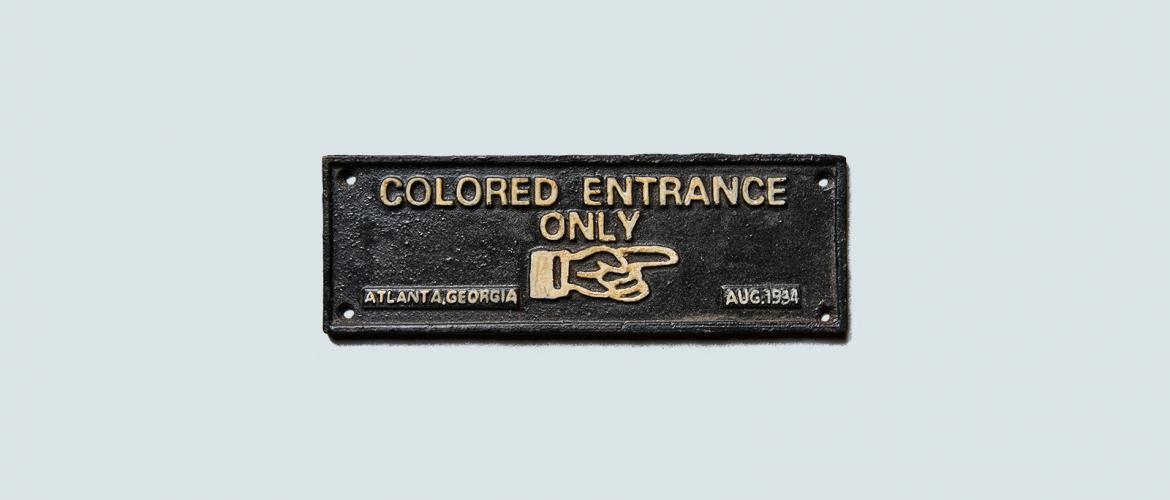 COLORED ENTRANCE
ONLY
ATLANTA, GEORGIA
AUG. 1934